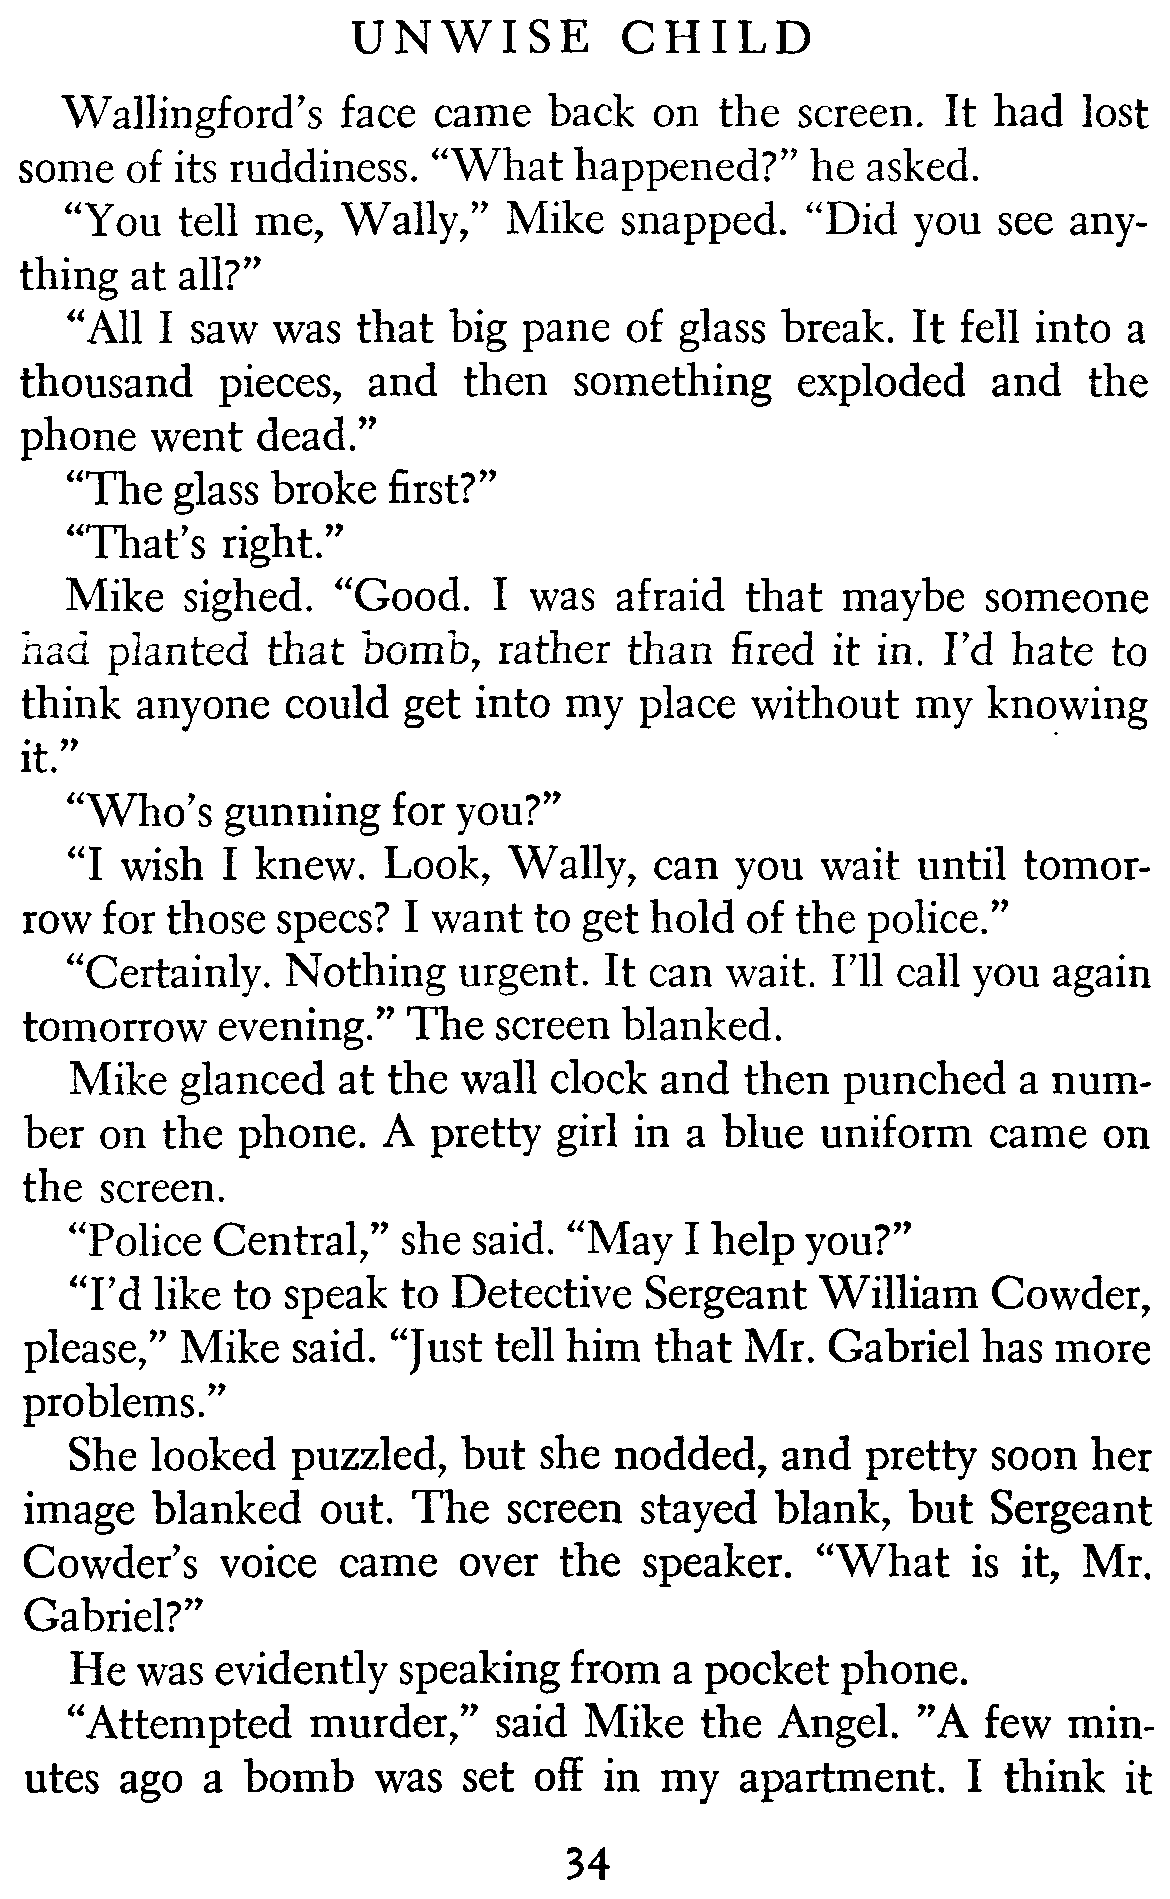 UNWISE CHILD
Wallingford's face came back on the screen. It had lost
some of its ruddiness. “What happened?” he asked.
“You tell me, Wally,” Mike snapped. “Did you see any-
thing at all?”
“All I saw was that big pane of glass break. It fell into a
thousand pieces, and then something exploded and the
phone went dead.”
“The glass broke first?”
“That's right.”
Mike sighed. “Good. I was afraid that maybe someone
had planted that bomb, rather than fired it in. I'd hate to
think anyone could get into my place without my knowing
it.”
“Who's gunning for you?”
“I wish I knew. Look, Wally, can you wait until tomor-
row for those specs? I want to get hold of the police.”
“Certainly. Nothing urgent. It can wait. I'll call you again
tomorrow evening.” The screen blanked.
Mike glanced at the wall clock and then punched a num-
ber on the phone. A pretty girl in a blue uniform came on
the screen.
“Police Central,” she said. “May I help you?”
“I'd like to speak to Detective Sergeant William Cowder,
please,” Mike said. “Just tell him that Mr. Gabriel has more
problems.”
She looked puzzled, but she nodded, and pretty soon her
image blanked out. The screen stayed blank, but Sergeant
Cowder's voice came over the speaker. “What is it, Mr.
Gabriel?”
He was evidently speaking from a pocket phone.
“Attempted murder,” said Mike the Angel. ”A few min-
utes ago a bomb was set off in my apartment. I think it
34